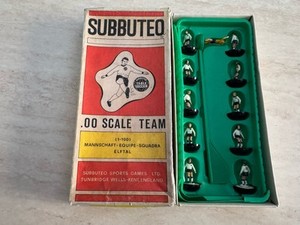 SUBBUTEO
.00 SCALE TEAM
MANNSCHAFT-EQUIPE-SQUADRA
ELFTAL
SUBBUTEO SPORTS GAMES LTD.
TUNBRIDGE WELLS, KENT, ENGLAND